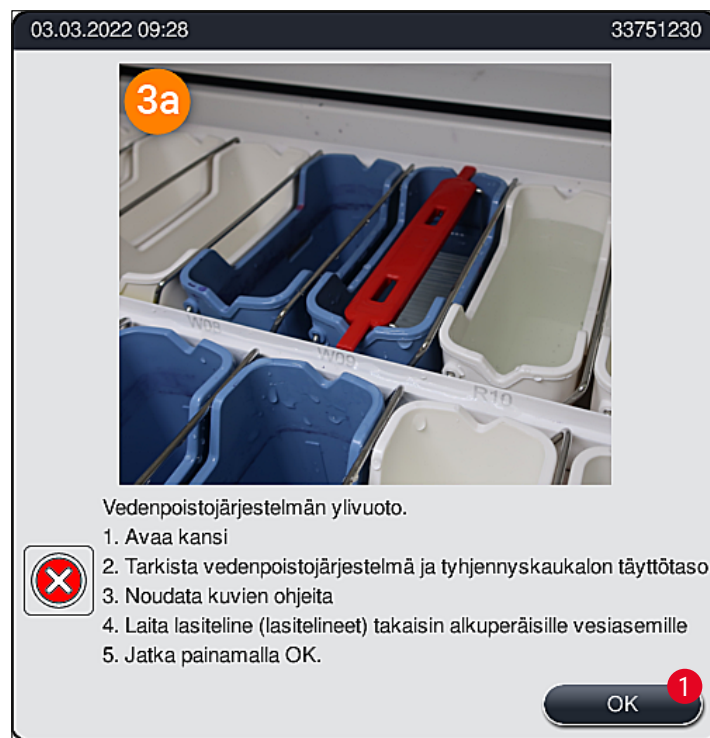 03.03.2022 09:28 33751230
3a
W08
W09
R10
Vedenpoistojärjestelmän ylivuoto.
1. Avaa kansi
2. Tarkista vedenpoistojärjestelmä ja tyhjennyskaukalon täyttötaso
3. Noudata kuvien ohjeita
4. Laita lasiteline (lasitelineet) takaisin alkuperäisille vesiasemille
5. Jatka painamalla OK.
OK 1